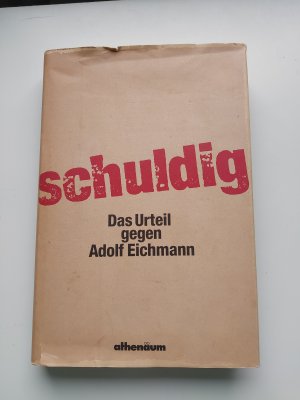 schuldig
Das Urteil
gegen
Adolf Eichmann
athenäum